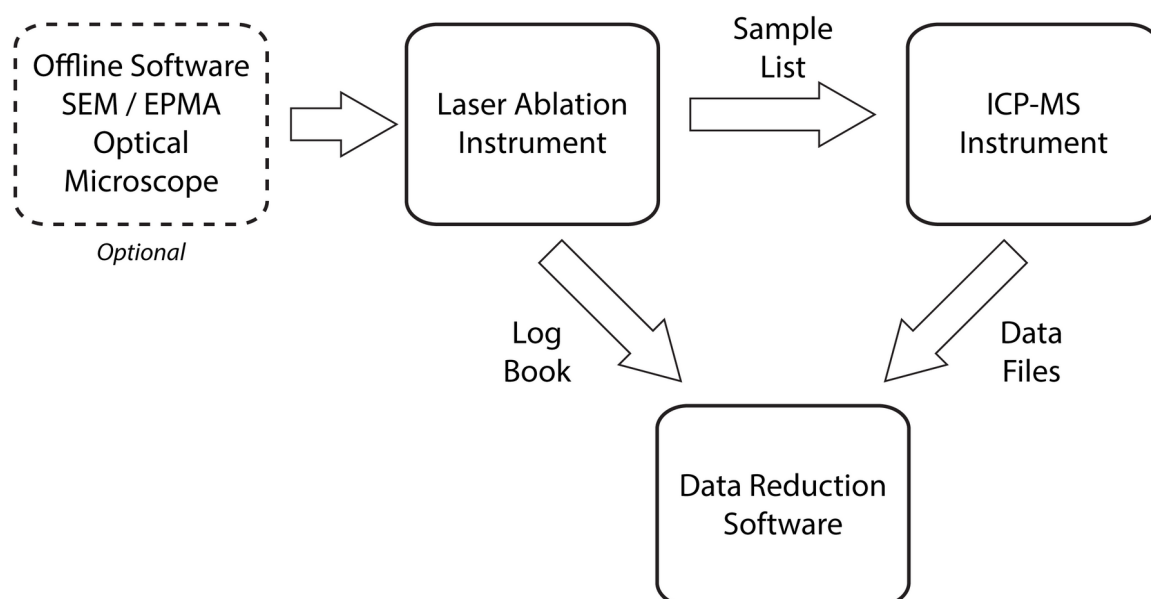 Offline Software
SEM / EPMA
Optical
Microscope
Optional
Laser Ablation
Instrument
Sample
List
ICP-MS
Instrument
Log
Book
Data
Files
Data Reduction
Software